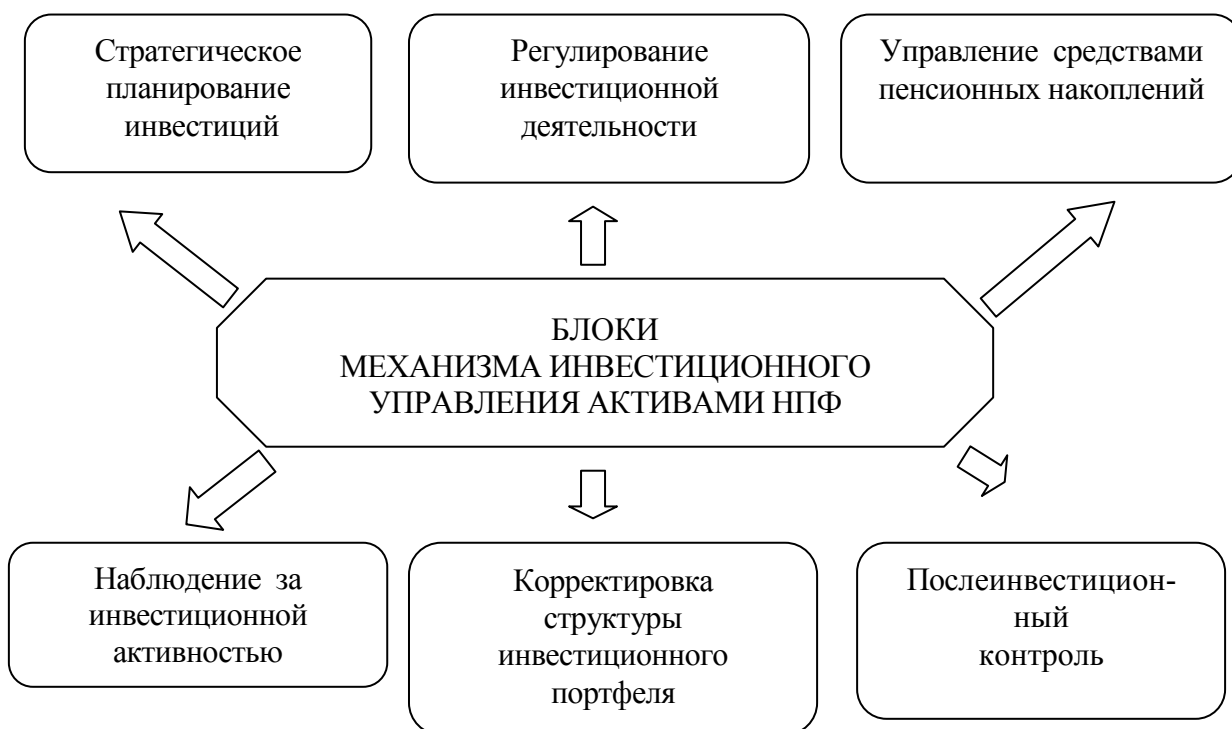 Стратегическое
планирование
инвестиций
Регулирование
инвестиционной
деятельности
Управление средствами
пенсионных накоплений
БЛОКИ
МЕХАНИЗМА ИНВЕСТИЦИОННОГО
УПРАВЛЕНИЯ АКТИВАМИ НПФ
Наблюдение за
инвестиционной
активностью
Корректировка
структуры
инвестиционного
портфеля
Послеинвестицион-
ный
контроль